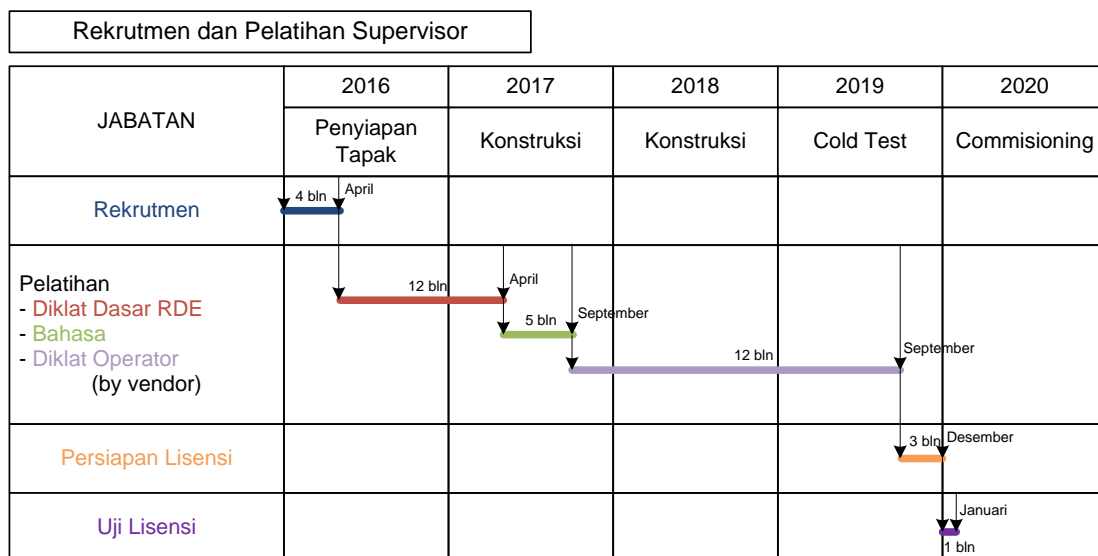 Rekrutmen dan Pelatihan Supervisor
JABATAN
2016
2017
2018
2019
2020
Penyiapan
Tapak
Konstruksi
Konstruksi
Cold Test
Commisioning
Rekrutmen
4 bln
April
Pelatihan
- Diklat Dasar RDE
- Bahasa
- Diklat Operator
(by vendor)
12 bln
April
5 bln
September
12 bln
September
Persiapan Lisensi
3 bln
Desember
Uji Lisensi
Januari
1 bln